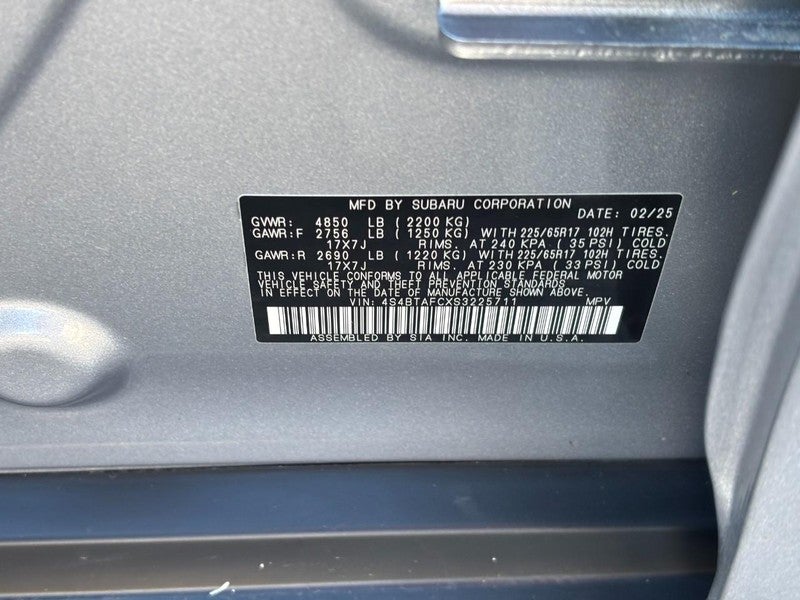 MFD BY SUBARU CORPORATION
DATE: 02/25
GVWR: 4850 LB ( 2200 KG)
GAWR:F 2756 LB ( 1250 KG) WITH 225/65R17 102H TIRES.
17X7J RIMS. AT 240 KPA ( 35 PSI) COLD
GAWR:R 2690 LB ( 1220 KG) WITH 225/65R17 102H TIRES.
17X7J RIMS. AT 230 KPA ( 33 PSI) COLD
THIS VEHICLE CONFORMS TO ALL APPLICABLE FEDERAL MOTOR
VEHICLE SAFETY AND THEFT PREVENTION STANDARDS
IN EFFECT ON THE DATE OF MANUFACTURE SHOWN ABOVE.
VIN: 4S4BTAFCXS3225711 MPV
ASSEMBLED BY SIA INC. MADE IN U.S.A.